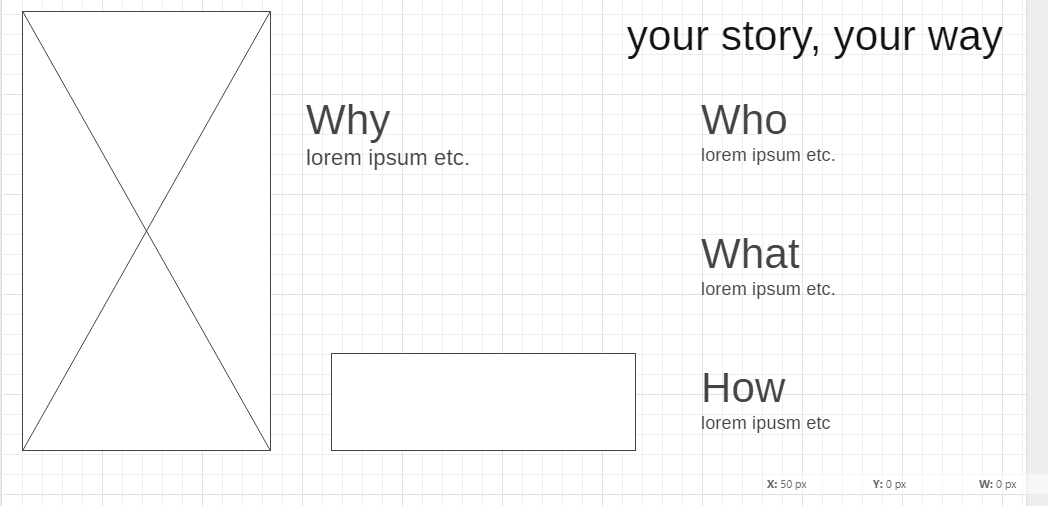 your story, your way
Why
lorem ipsum etc.
Who
lorem ipsum etc.
What
lorem ipsum etc.
How
lorem ipusm etc
X: 50 px Y: 0 px W: 0 px